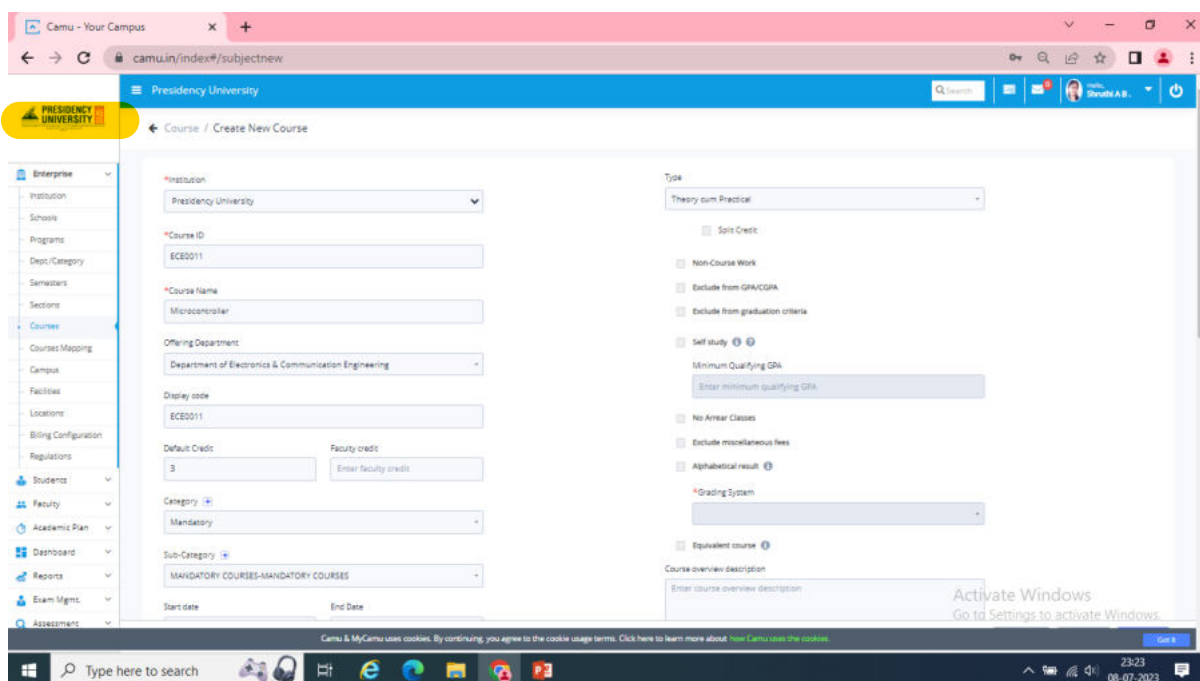 Camu - Your Campus
camu.in/index#/subjectnew
PRESIDENCY
UNIVERSITY
Presidency University
Search
Shruthi A B.
Course / Create New Course
Enterprise
Institution
Schools
Programs
Dept./Category
Semesters
Sections
Courses
Courses Mapping
Campus
Facilities
Locations
Billing Configuration
Regulations
Students
Faculty
Academic Plan
Dashboard
Reports
Exam Mgmt.
Assessment
*Institution
Presidency University
*Course ID
ECE0011
*Course Name
Microcontroller
Offering Department
Department of Electronics & Communication Engineering
Display code
ECE0011
Default Credit Faculty credit
3 Enter faculty credit
Category
Mandatory
Sub-Category
MANDATORY COURSES-MANDATORY COURSES
Start date End Date
Type
Theory cum Practical
Split Credit
Non-Course Work
Exclude from GPA/CGPA
Exclude from graduation criteria
Self study
Minimum Qualifying GPA
Enter minimum qualifying GPA
No Arrear Classes
Exclude miscellaneous fees
Alphabetical result
*Grading System
Equivalent course
Course overview description
Enter course overview description
Activate Windows
Go to Settings to activate Windows.
Camu & MyCamu uses cookies. By continuing, you agree to the cookie usage terms. Click here to learn more about how Camu uses the cookies.
Got it
Type here to search
23:23
08-07-2023